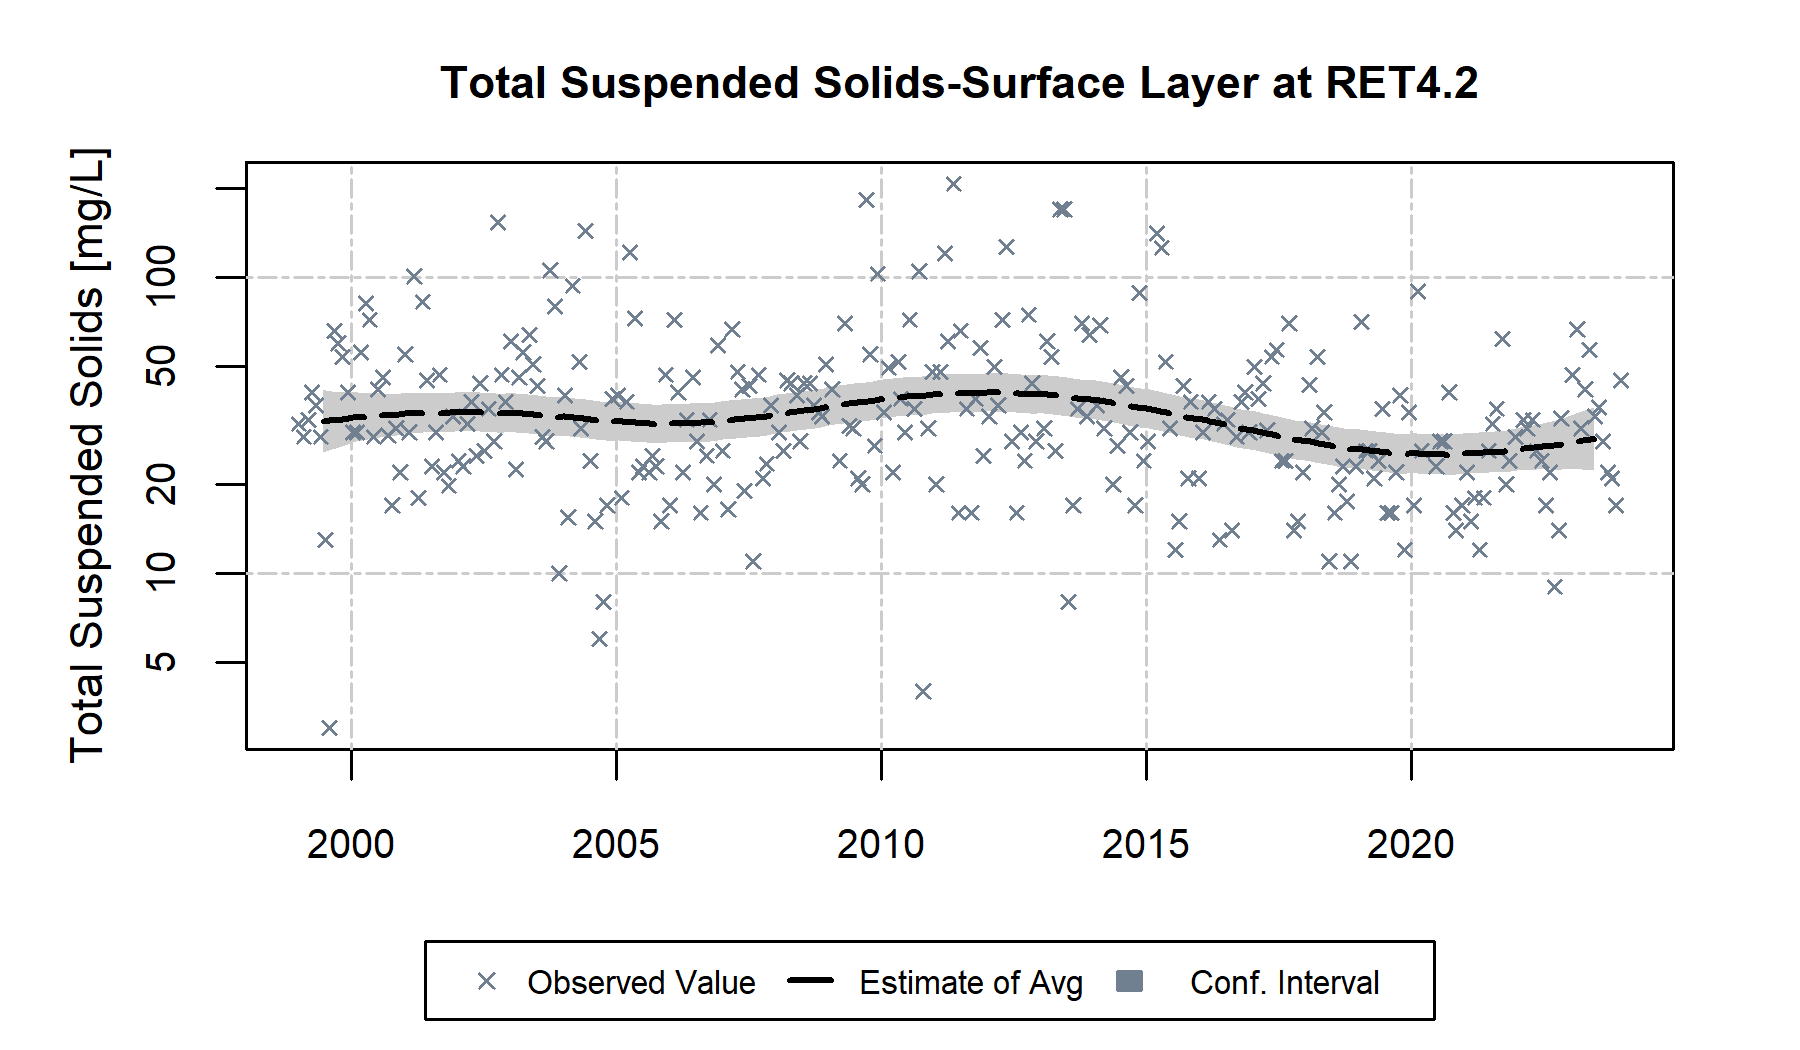 Total Suspended Solids-Surface Layer at RET4.2
Total Suspended Solids [mg/L]
100
50
20
10
5
2000 2005 2010 2015 2020
Observed Value Estimate of Avg Conf. Interval